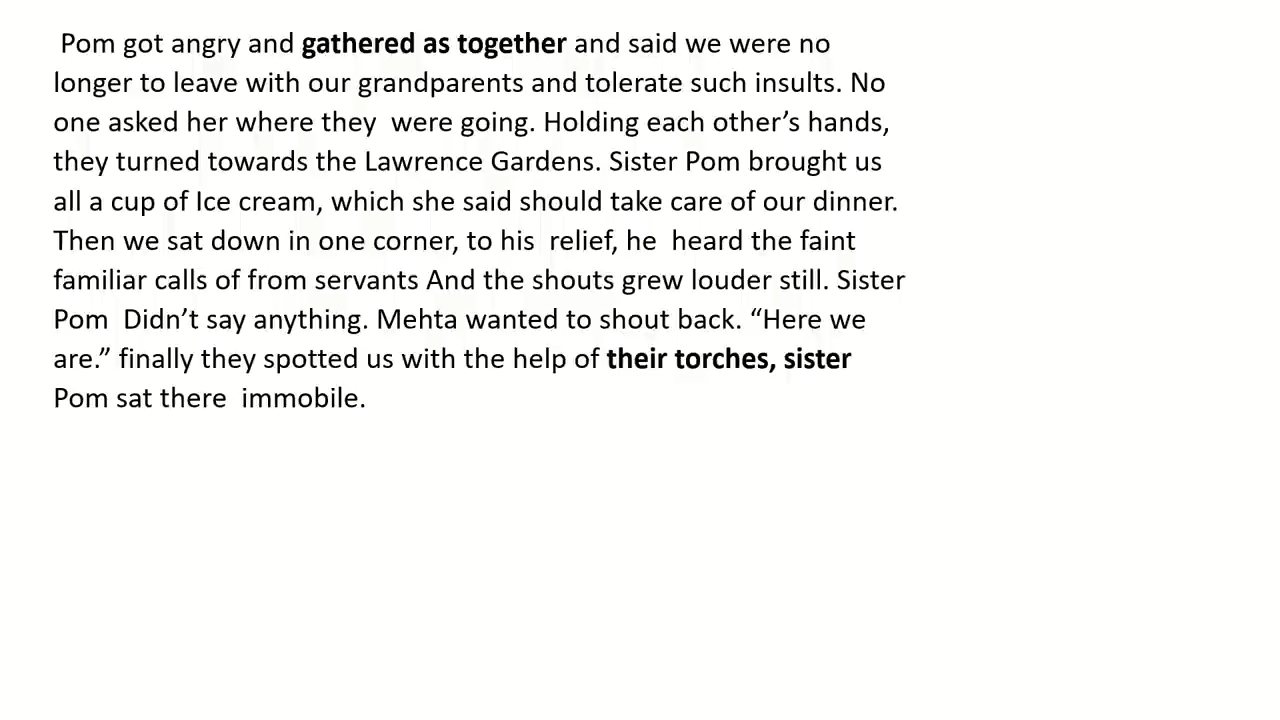 Pom got angry and gathered as together and said we were no
longer to leave with our grandparents and tolerate such insults. No
one asked her where they were going. Holding each other’s hands,
they turned towards the Lawrence Gardens. Sister Pom brought us
all a cup of Ice cream, which she said should take care of our dinner.
Then we sat down in one corner, to his relief, he heard the faint
familiar calls of from servants And the shouts grew louder still. Sister
Pom Didn’t say anything. Mehta wanted to shout back. “Here we
are.” finally they spotted us with the help of their torches, sister
Pom sat there immobile.